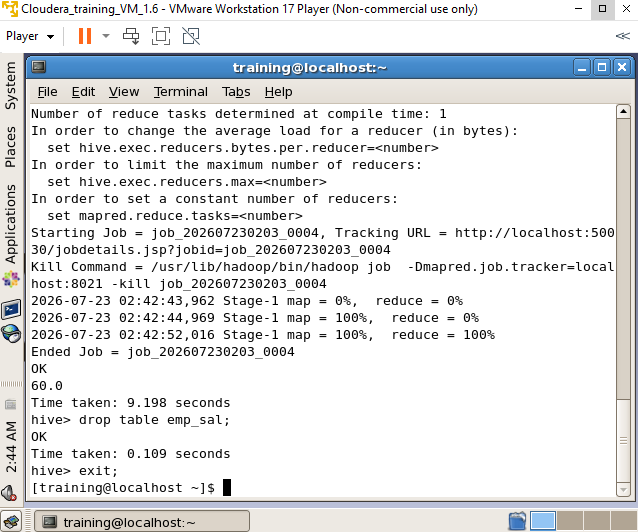 Cloudera_training_VM_1.6 - VMware Workstation 17 Player (Non-commercial use only)
Player
System
Places
Applications
2:44 AM
training@localhost:~
File Edit View Terminal Tabs Help
Number of reduce tasks determined at compile time: 1
In order to change the average load for a reducer (in bytes):
  set hive.exec.reducers.bytes.per.reducer=<number>
In order to limit the maximum number of reducers:
  set hive.exec.reducers.max=<number>
In order to set a constant number of reducers:
  set mapred.reduce.tasks=<number>
Starting Job = job_202607230203_0004, Tracking URL = http://localhost:500
30/jobdetails.jsp?jobid=job_202607230203_0004
Kill Command = /usr/lib/hadoop/bin/hadoop job  -Dmapred.job.tracker=local
host:8021 -kill job_202607230203_0004
2026-07-23 02:42:43,962 Stage-1 map = 0%,  reduce = 0%
2026-07-23 02:42:44,969 Stage-1 map = 100%,  reduce = 0%
2026-07-23 02:42:52,016 Stage-1 map = 100%,  reduce = 100%
Ended Job = job_202607230203_0004
OK
60.0
Time taken: 9.198 seconds
hive> drop table emp_sal;
OK
Time taken: 0.109 seconds
hive> exit;
[training@localhost ~]$
training@localhost:~